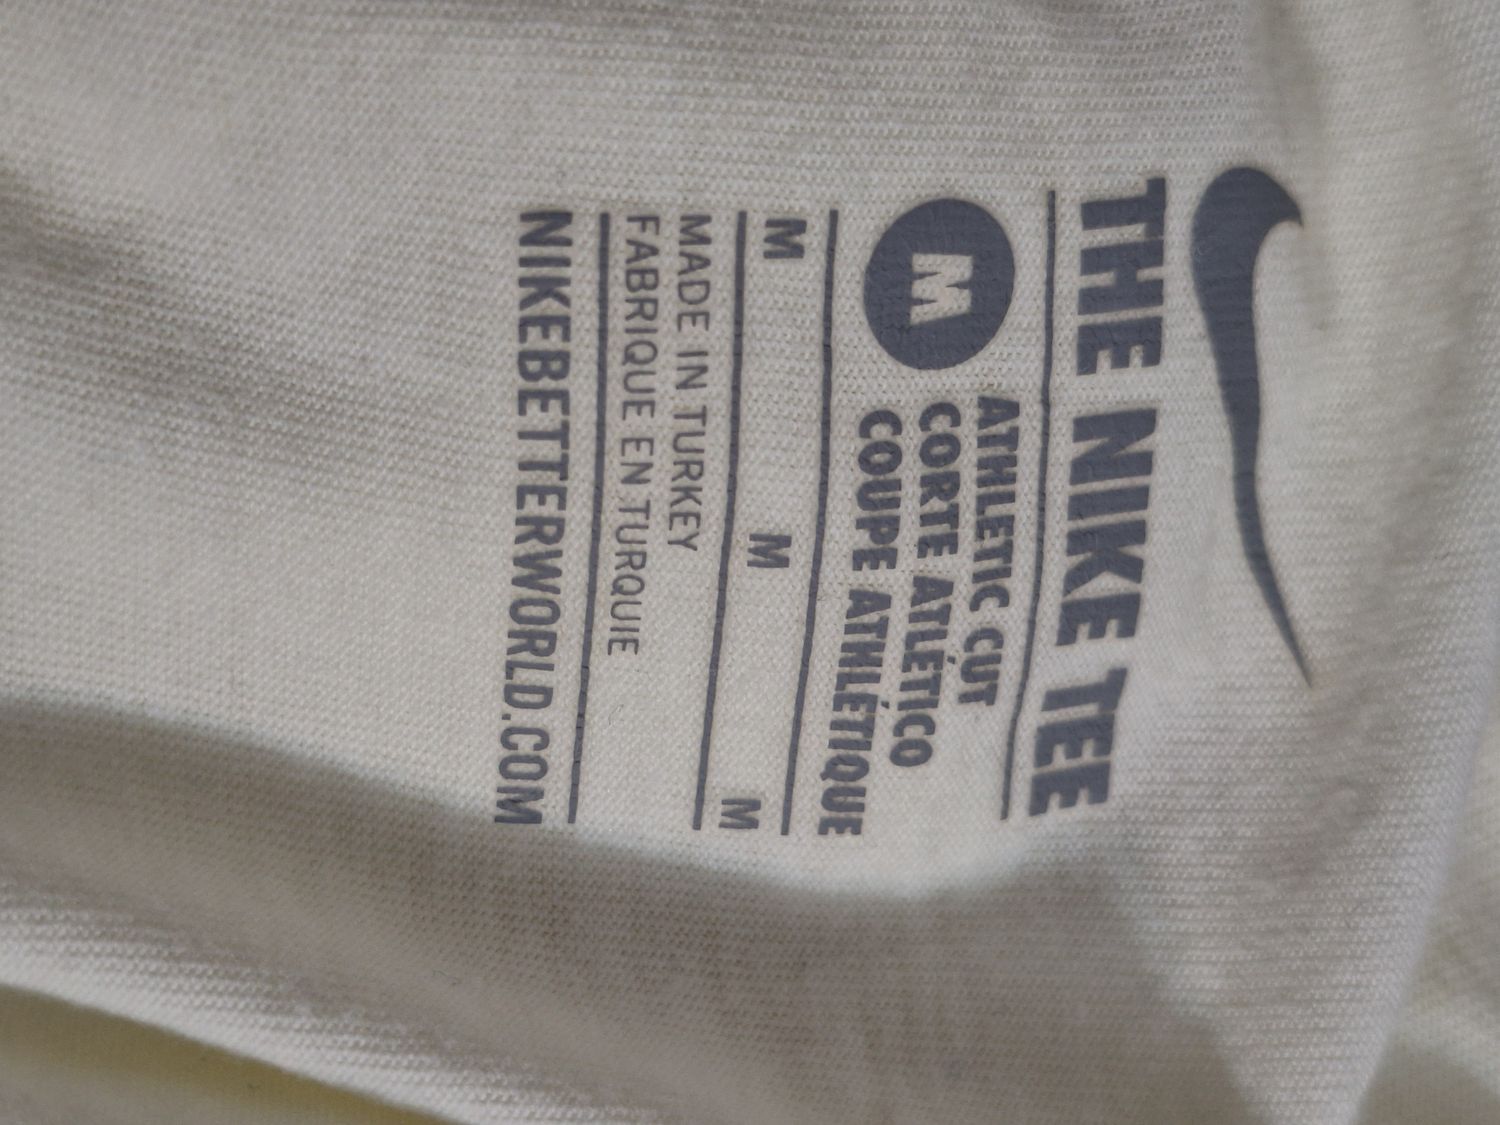 THE NIKE TEE
M
ATHLETIC CUT
CORTE ATLÉTICO
COUPE ATHLÉTIQUE
M M M
MADE IN TURKEY
FABRIQUE EN TURQUIE
NIKEBETTERWORLD.COM